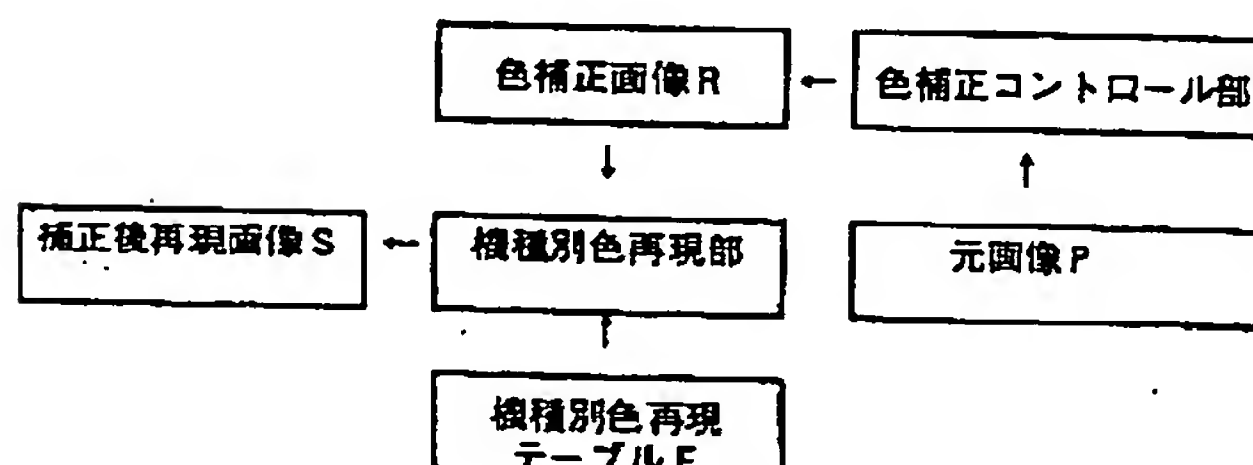 色補正画像R
色補正コントロール部
補正後再現画像S
機種別色再現部
元画像P
機種別色再現
テーブル